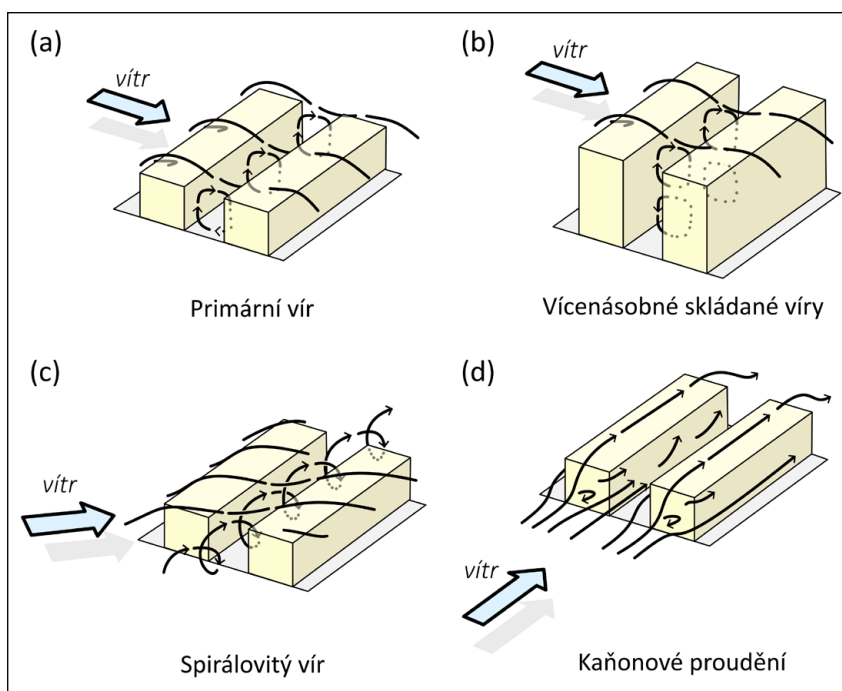 (a)
vítr
Primární vír
(b)
vítr
Vícenásobné skládané víry
(c)
vítr
Spirálovitý vír
(d)
vítr
Kaňonové proudění